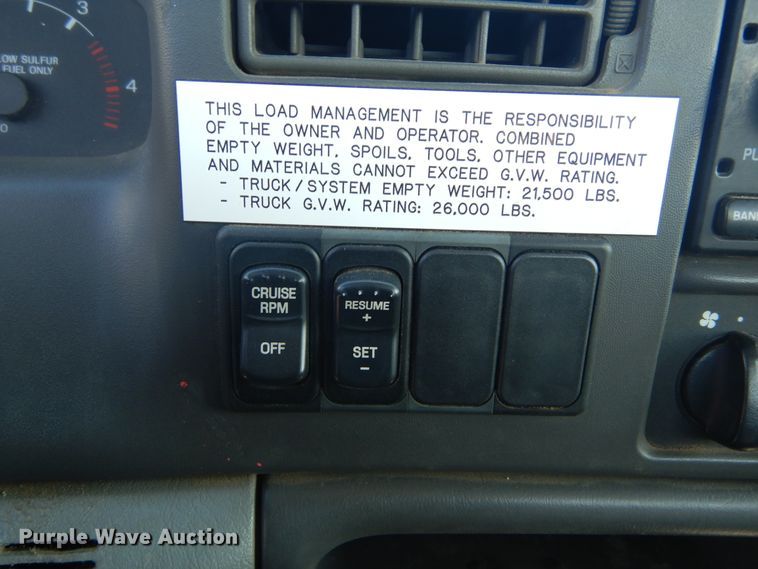 3
4
LOW SULFUR
FUEL ONLY
THIS LOAD MANAGEMENT IS THE RESPONSIBILITY
OF THE OWNER AND OPERATOR. COMBINED
EMPTY WEIGHT, SPOILS, TOOLS, OTHER EQUIPMENT
AND MATERIALS CANNOT EXCEED G.V.W. RATING.
- TRUCK/SYSTEM EMPTY WEIGHT: 21,500 LBS.
- TRUCK G.V.W. RATING: 26,000 LBS.
BAND
CRUISE
RPM
OFF
RESUME
+
SET
-
Purple Wave Auction